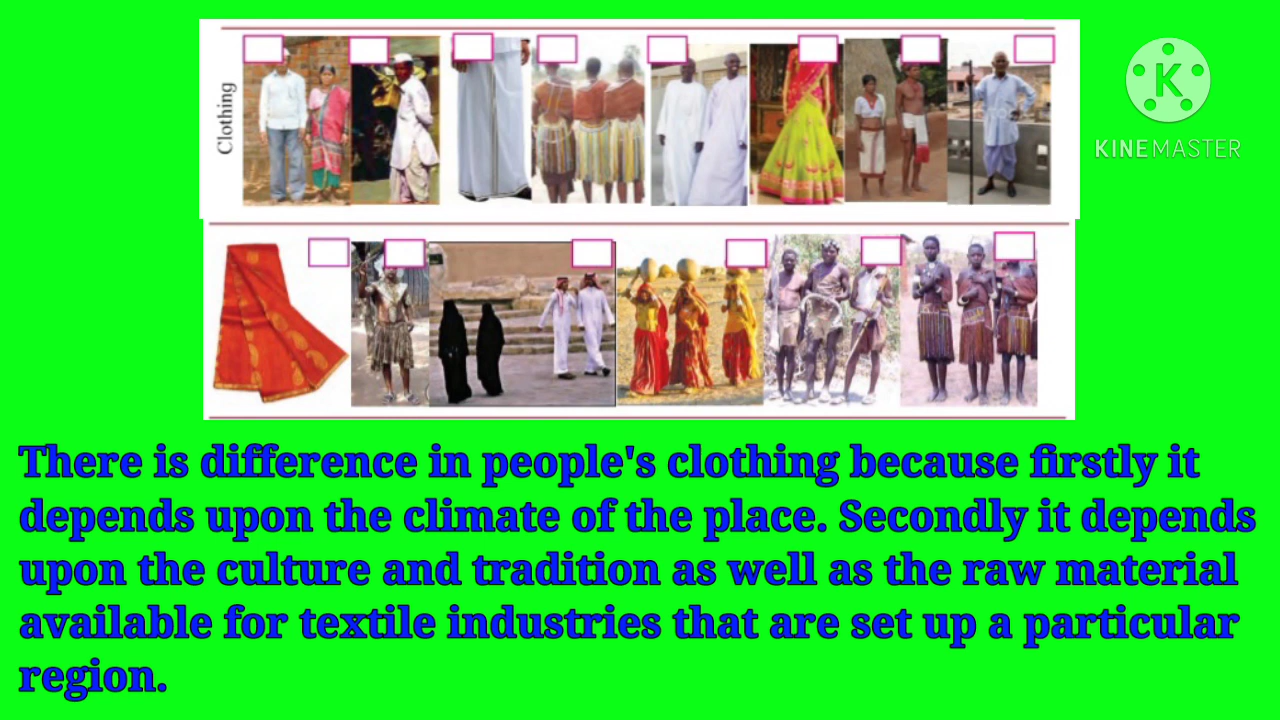 Clothing
KINEMASTER
There is difference in people's clothing because firstly it
depends upon the climate of the place. Secondly it depends
upon the culture and tradition as well as the raw material
available for textile industries that are set up a particular
region.